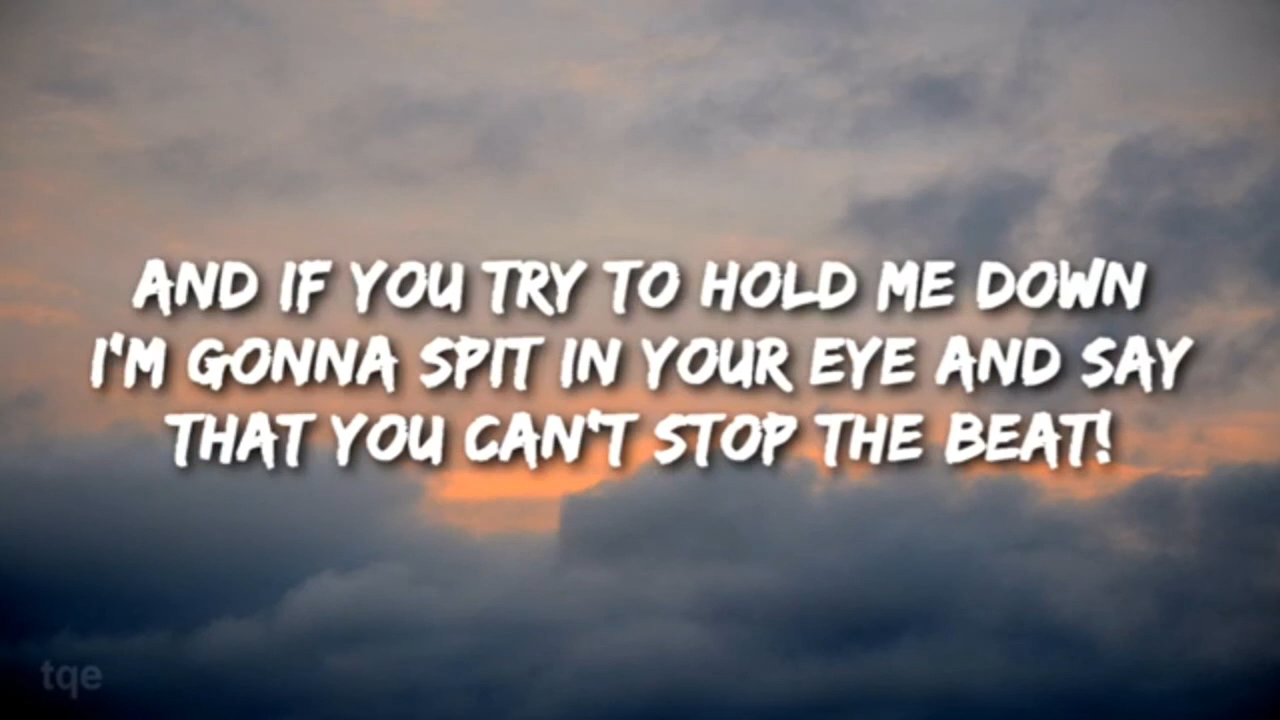 AND IF YOU TRY TO HOLD ME DOWN
I'M GONNA SPIT IN YOUR EYE AND SAY
THAT YOU CAN'T STOP THE BEAT!
tqe